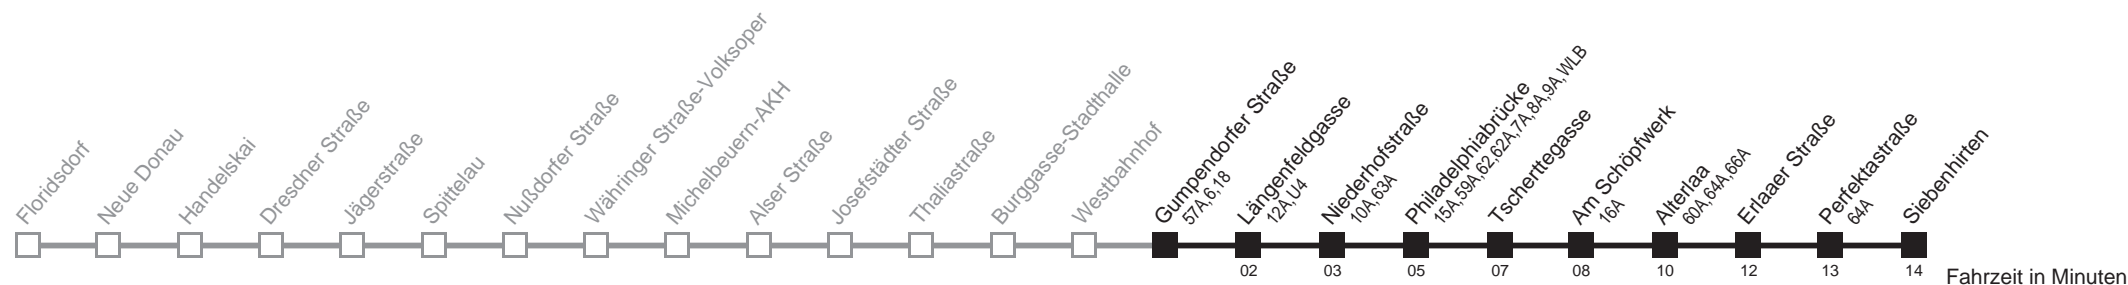 Floridsdorf
Neue Donau
Handelskai
Dresdner Straße
Jägerstraße
Spittelau
Nußdorfer Straße
Währinger Straße-Volksoper
Michelbeuern-AKH
Alser Straße
Josefstädter Straße
Thaliastraße
Burggasse-Stadthalle
Westbahnhof
Gumpendorfer Straße
57A,6,18
Längenfeldgasse
12A,U4
Niederhofstraße
10A,63A
Philadelphiabrücke
15A,59A,62,62A,7A,8A,9A,WLB
Tscherttegasse
Am Schöpfwerk
16A
Alterlaa
60A,64A,66A
Erlaaer Straße
Perfektastraße
64A
Siebenhirten
02 03 05 07 08 10 12 13 14
Fahrzeit in Minuten